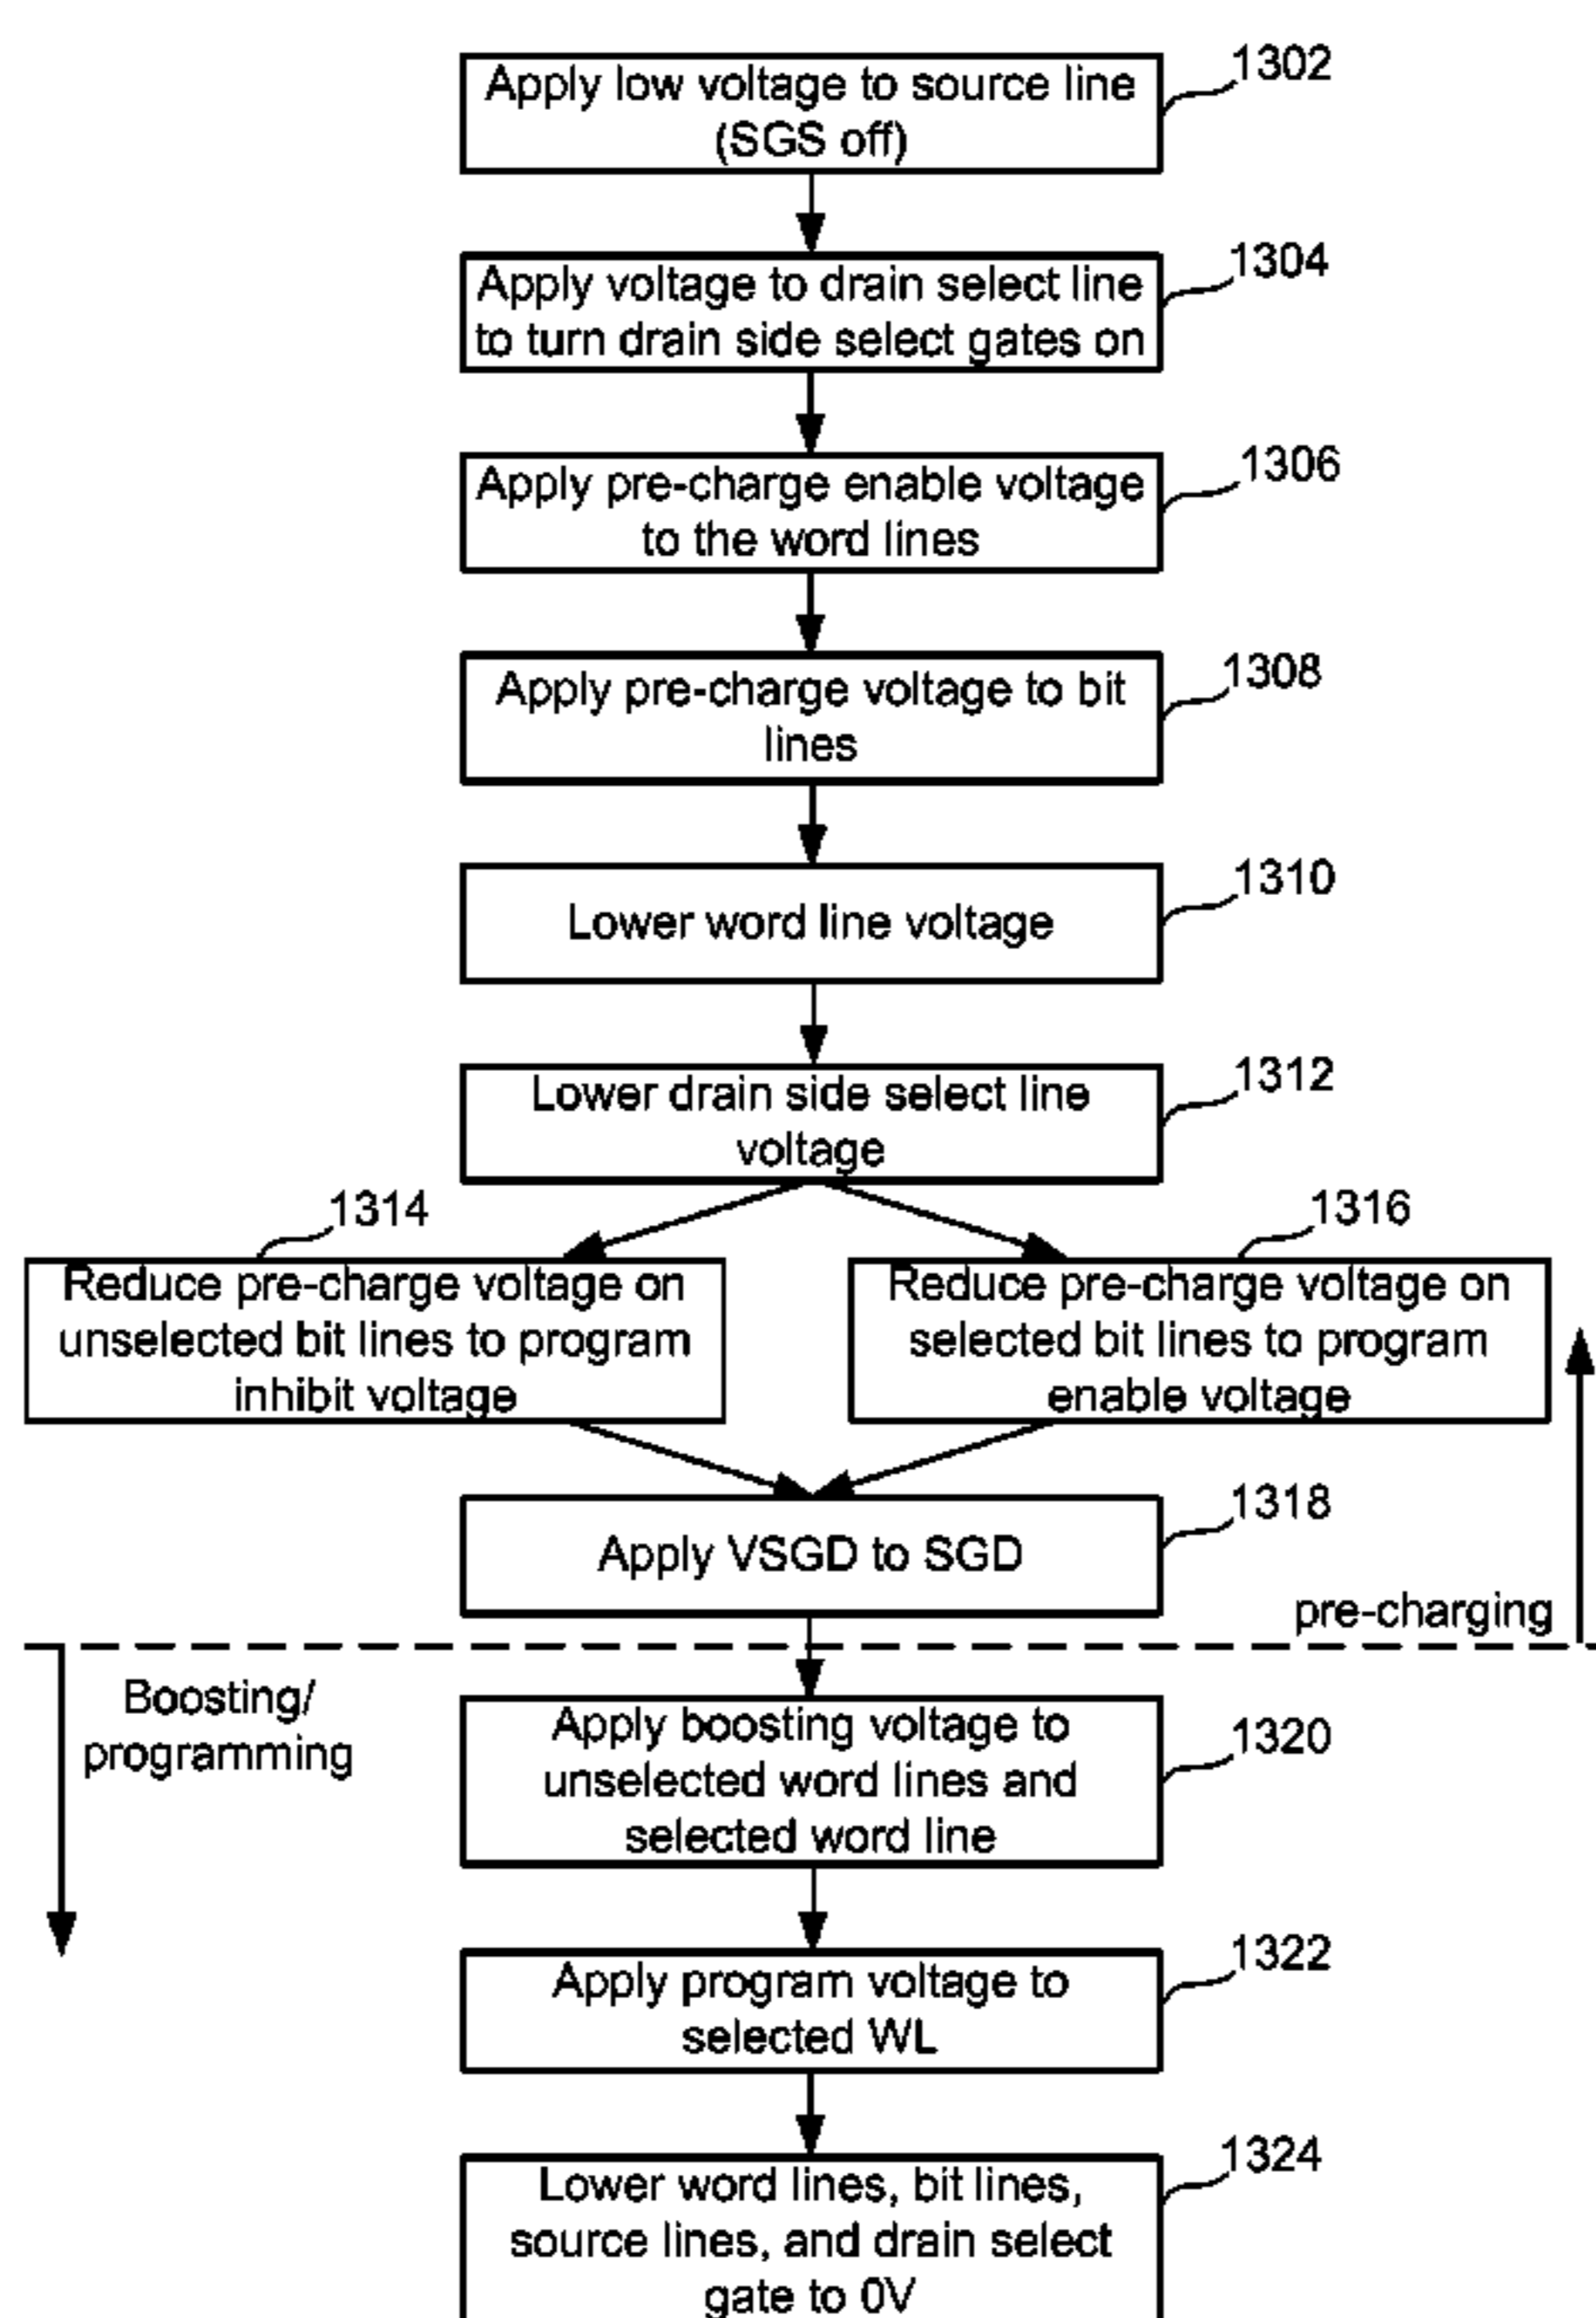 1302
Apply low voltage to source line
(SGS off)
1304
Apply voltage to drain select line
to turn drain side select gates on
1306
Apply pre-charge enable voltage
to the word lines
1308
Apply pre-charge voltage to bit
lines
1310
Lower word line voltage
1312
Lower drain side select line
voltage
1314
Reduce pre-charge voltage on
unselected bit lines to program
inhibit voltage
1316
Reduce pre-charge voltage on
selected bit lines to program
enable voltage
1318
Apply VSGD to SGD
pre-charging
Boosting/
programming
1320
Apply boosting voltage to
unselected word lines and
selected word line
1322
Apply program voltage to
selected WL
1324
Lower word lines, bit lines,
source lines, and drain select
gate to 0V